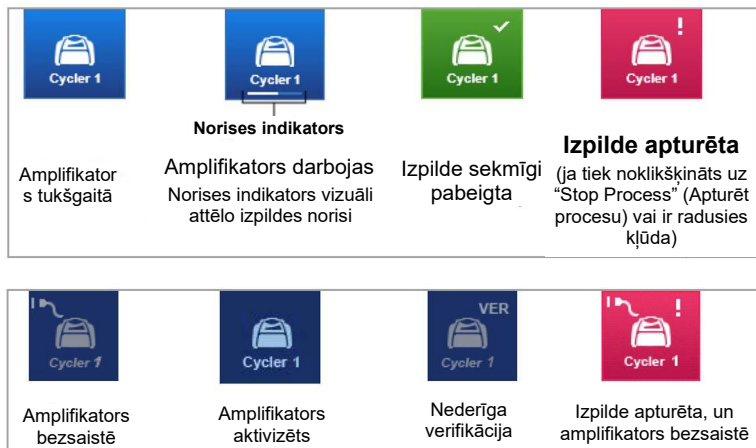 Cycler 1
Cycler 1
Cycler 1
!
Cycler 1
Norises indikators
Amplifikator
s tukšgaitā
Amplifikators darbojas
Norises indikators vizuāli
attēlo izpildes norisi
Izpilde sekmīgi
pabeigta
Izpilde apturēta
(ja tiek noklikšķināts uz
“Stop Process” (Apturēt
procesu) vai ir radusies
kļūda)
Cycler 1
Cycler 1
VER
Cycler 1
!
Cycler 1
Amplifikators
bezsaistē
Amplifikators
aktivizēts
Nederīga
verifikācija
Izpilde apturēta, un
amplifikators bezsaistē